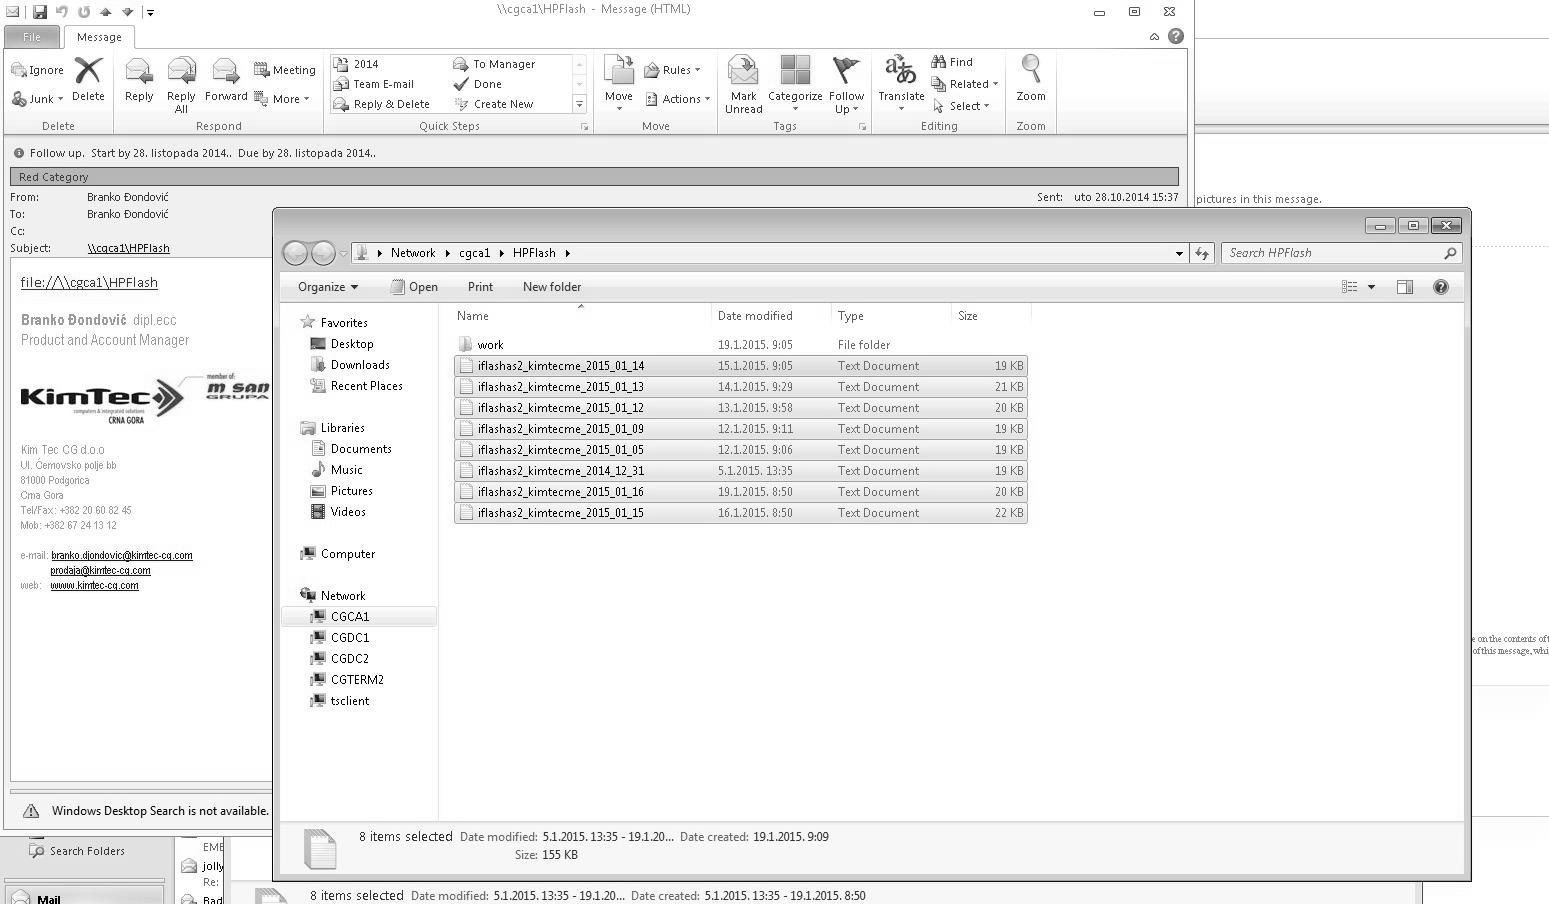 \\cgca1\HPFlash - Message (HTML)
File Message
Ignore
Junk
Delete
Delete
Reply
Reply All
Forward
Meeting
More
Respond
2014
Team E-mail
Reply & Delete
To Manager
Done
Create New
Quick Steps
Move
Rules
Actions
Move
Mark Unread
Categorize
Follow Up
Tags
Translate
Find
Related
Select
Editing
Zoom
Zoom
Follow up. Start by 28. listopada 2014.. Due by 28. listopada 2014..
Red Category
From: Branko Đondović
Sent: uto 28.10.2014 15:37
To: Branko Đondović
Cc:
Subject: \\cgca1\HPFlash
pictures in this message.
file://\\cgca1\HPFlash
Branko Đondović dipl.ecc
Product and Account Manager
member of:
KimTec
m san
GRUPA
computers & integrated solutions
CRNA GORA
Kim Tec CG d.o.o
Ul. Ćemovsko polje bb
81000 Podgorica
Crna Gora
Tel/Fax: +382 20 60 82 45
Mob: +382 67 24 13 12
e-mail: branko.djondovic@kimtec-cg.com
prodaja@kimtec-cg.com
web: www.kimtec-cg.com
Windows Desktop Search is not available.
Network cgca1 HPFlash
Search HPFlash
Organize Open Print New folder
Favorites
Desktop
Downloads
Recent Places
Libraries
Documents
Music
Pictures
Videos
Computer
Network
CGCA1
CGDC1
CGDC2
CGTERM2
tsclient
Name Date modified Type Size
work 19.1.2015. 9:05 File folder
iflashas2_kimtecme_2015_01_14 15.1.2015. 9:05 Text Document 19 KB
iflashas2_kimtecme_2015_01_13 14.1.2015. 9:29 Text Document 21 KB
iflashas2_kimtecme_2015_01_12 13.1.2015. 9:58 Text Document 20 KB
iflashas2_kimtecme_2015_01_09 12.1.2015. 9:11 Text Document 19 KB
iflashas2_kimtecme_2015_01_05 12.1.2015. 9:06 Text Document 19 KB
iflashas2_kimtecme_2014_12_31 5.1.2015. 13:35 Text Document 19 KB
iflashas2_kimtecme_2015_01_16 19.1.2015. 8:50 Text Document 20 KB
iflashas2_kimtecme_2015_01_15 16.1.2015. 8:50 Text Document 22 KB
e on the contents of t
of this message, whi
8 items selected Date modified: 5.1.2015. 13:35 - 19.1.20... Date created: 19.1.2015. 9:09
Size: 155 KB
Search Folders
Mail
EME
jolly
Re:
Bad
8 items selected Date modified: 5.1.2015. 13:35 - 19.1.20... Date created: 5.1.2015. 13:35 - 19.1.2015. 8:50